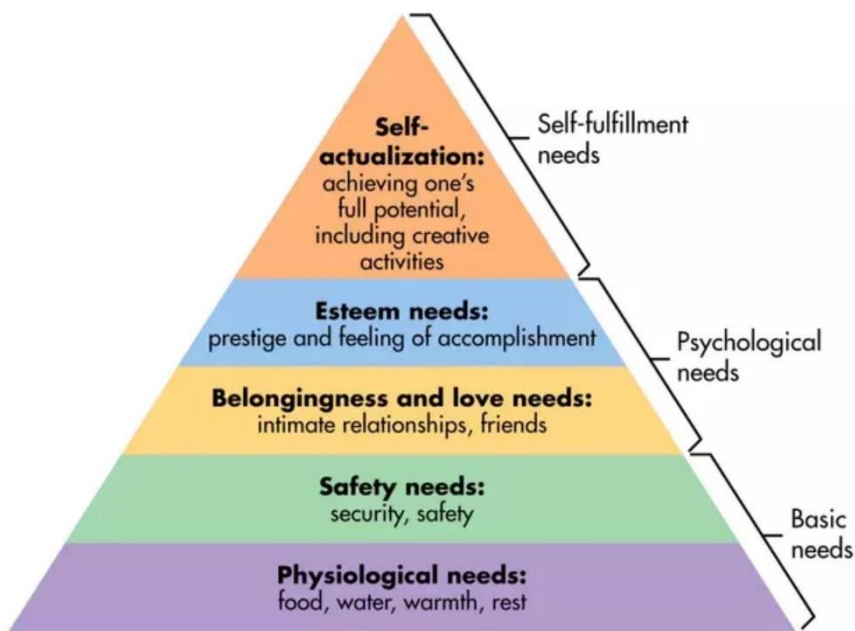 Self-
actualization:
achieving one's
full potential,
including creative
activities
Self-fulfillment
needs
Esteem needs:
prestige and feeling of accomplishment
Belongingness and love needs:
intimate relationships, friends
Psychological
needs
Safety needs:
security, safety
Physiological needs:
food, water, warmth, rest
Basic
needs